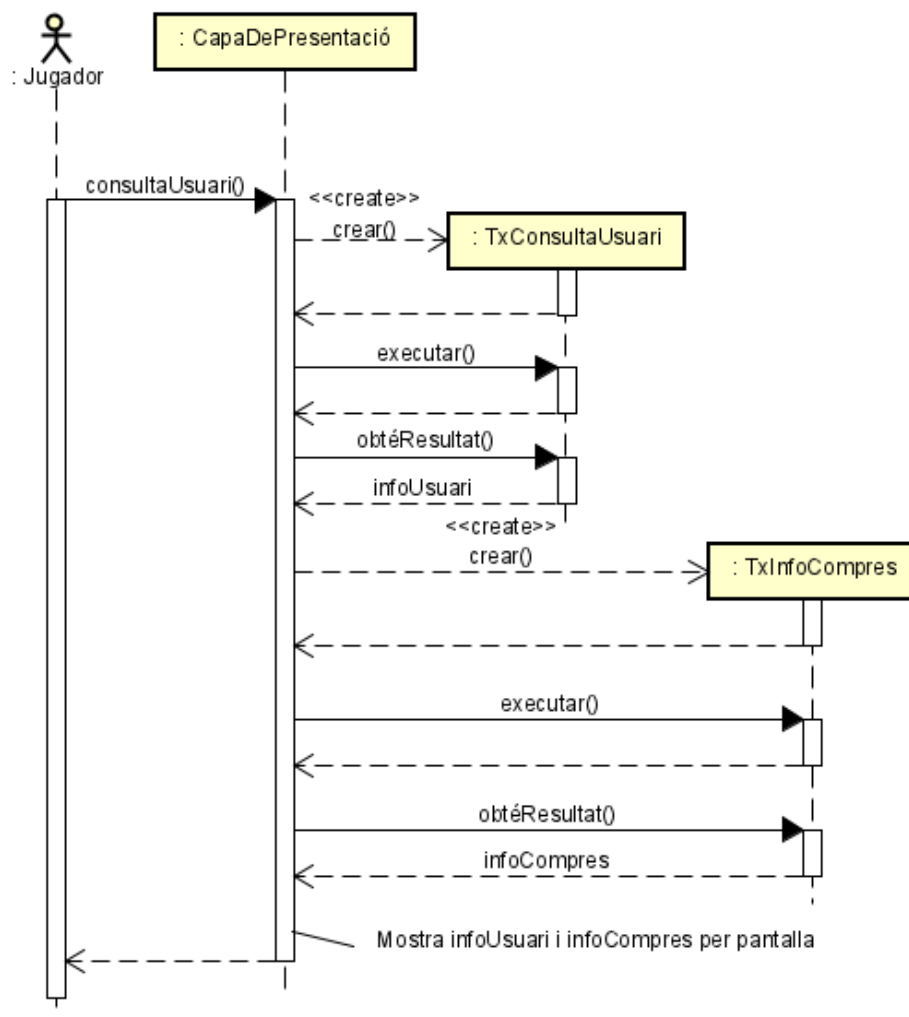 : Jugador
: CapaDePresentació
consultaUsuari()
<<create>>
crear()
: TxConsultaUsuari
executar()
obtéResultat()
infoUsuari
<<create>>
crear()
: TxInfoCompres
executar()
obtéResultat()
infoCompres
Mostra infoUsuari i infoCompres per pantalla